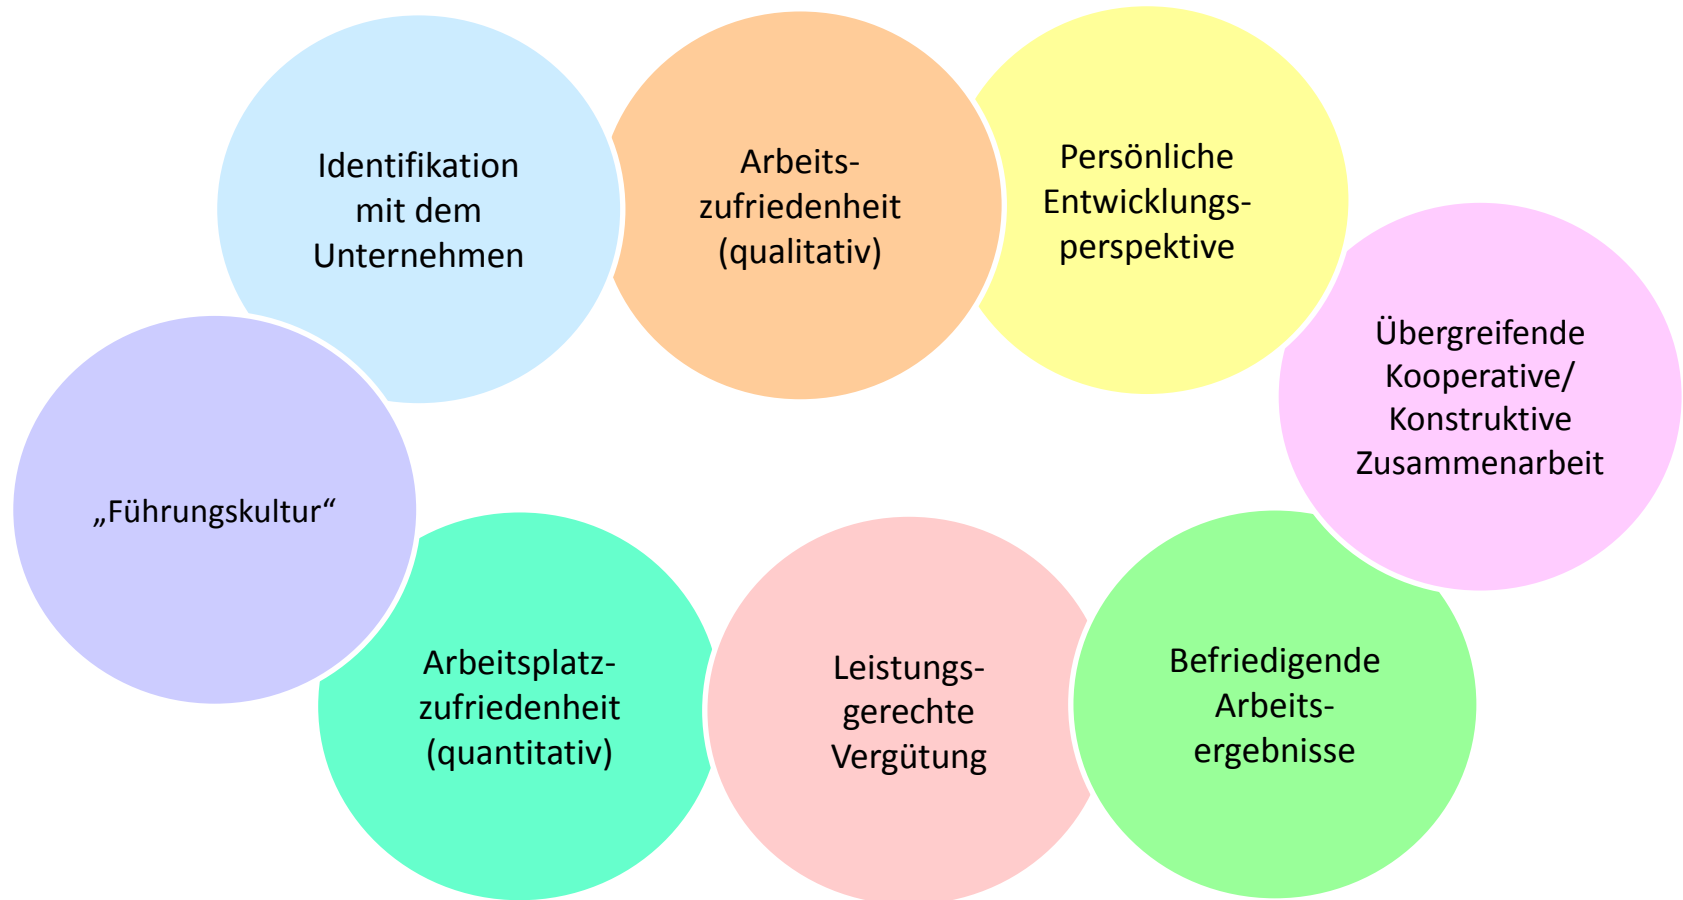 Identifikation
mit dem
Unternehmen
Arbeits-
zufriedenheit
(qualitativ)
Persönliche
Entwicklungs-
perspektive
Übergreifende
Kooperative/
Konstruktive
Zusammenarbeit
„Führungskultur“
Arbeitsplatz-
zufriedenheit
(quantitativ)
Leistungs-
gerechte
Vergütung
Befriedigende
Arbeits-
ergebnisse